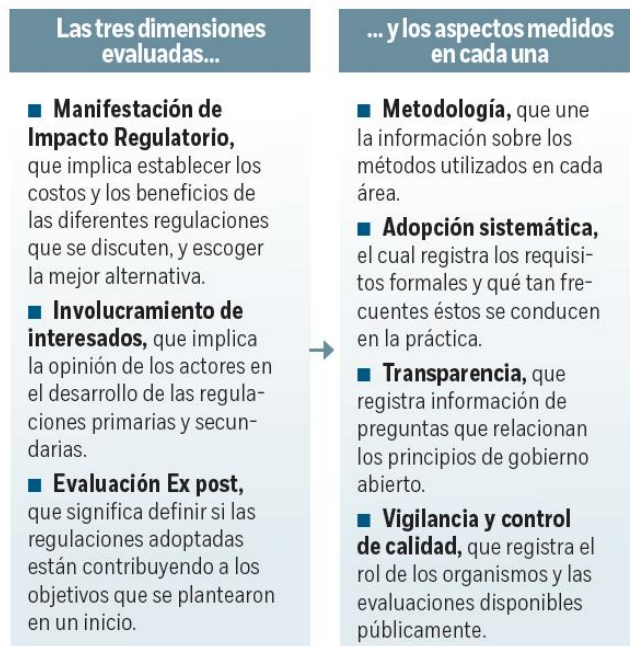 Las tres dimensiones
evaluadas...
■ Manifestación de
Impacto Regulatorio,
que implica establecer los
costos y los beneficios de
las diferentes regulaciones
que se discuten, y escoger
la mejor alternativa.
■ Involucramiento de
interesados, que implica
la opinión de los actores en
el desarrollo de las regula-
ciones primarias y secun-
darias.
■ Evaluación Ex post,
que significa definir si las
regulaciones adoptadas
están contribuyendo a los
objetivos que se plantearon
en un inicio.
... y los aspectos medidos
en cada una
■ Metodología, que une
la información sobre los
métodos utilizados en cada
área.
■ Adopción sistemática,
el cual registra los requisi-
tos formales y qué tan fre-
cuentes éstos se conducen
en la práctica.
■ Transparencia, que
registra información de
preguntas que relacionan
los principios de gobierno
abierto.
■ Vigilancia y control
de calidad, que registra el
rol de los organismos y las
evaluaciones disponibles
públicamente.